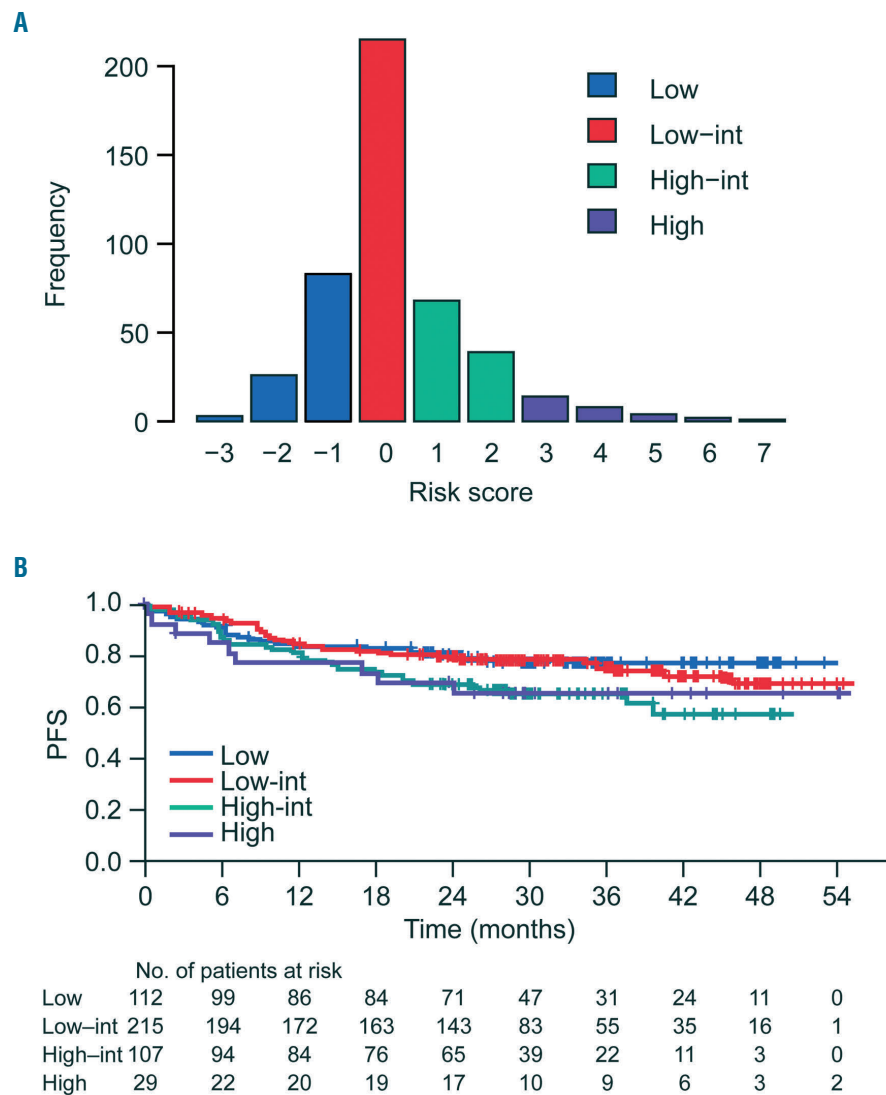 A
200
150
100
50
0
Frequency
Low
Low−int
High−int
High
−3 −2 −1 0 1 2 3 4 5 6 7
Risk score
B
1.0
0.8
0.6
0.4
0.2
0.0
PFS
Low
Low-int
High-int
High
0 6 12 18 24 30 36 42 48 54
Time (months)
No. of patients at risk
Low 112 99 86 84 71 47 31 24 11 0
Low–int 215 194 172 163 143 83 55 35 16 1
High–int 107 94 84 76 65 39 22 11 3 0
High 29 22 20 19 17 10 9 6 3 2